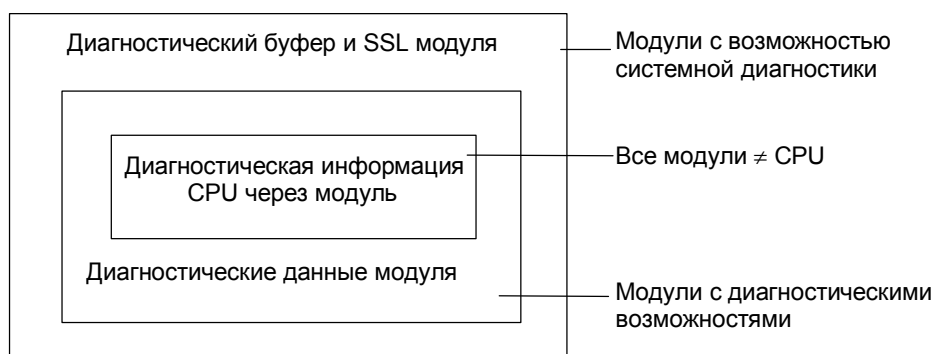 Диагностический буфер и SSL модуля
Модули с возможностью
системной диагностики
Диагностическая информация
CPU через модуль
Все модули ≠ CPU
Диагностические данные модуля
Модули с диагностическими
возможностями